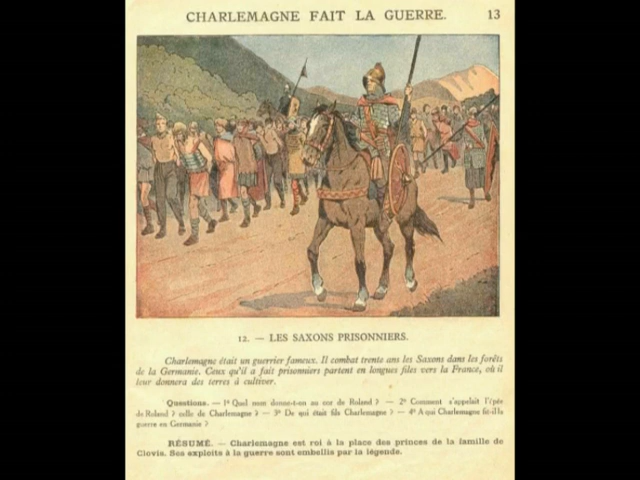 CHARLEMAGNE FAIT LA GUERRE. 13
12. — LES SAXONS PRISONNIERS.
Charlemagne était un guerrier fameux. Il combat trente ans les Saxons dans les forêts
de la Germanie. Ceux qu'il a fait prisonniers partent en longues files vers la France, où il
leur donnera des terres à cultiver.
Questions. — 1º Quel nom donne-t-on au cor de Roland ? — 2º Comment s'appelait l'épée
de Roland ? celle de Charlemagne ? — 3º De qui était fils Charlemagne ? — 4º A qui Charlemagne fit-il la
guerre en Germanie ?
RÉSUMÉ. — Charlemagne est roi à la place des princes de la famille de
Clovis. Ses exploits à la guerre sont embellis par la légende.